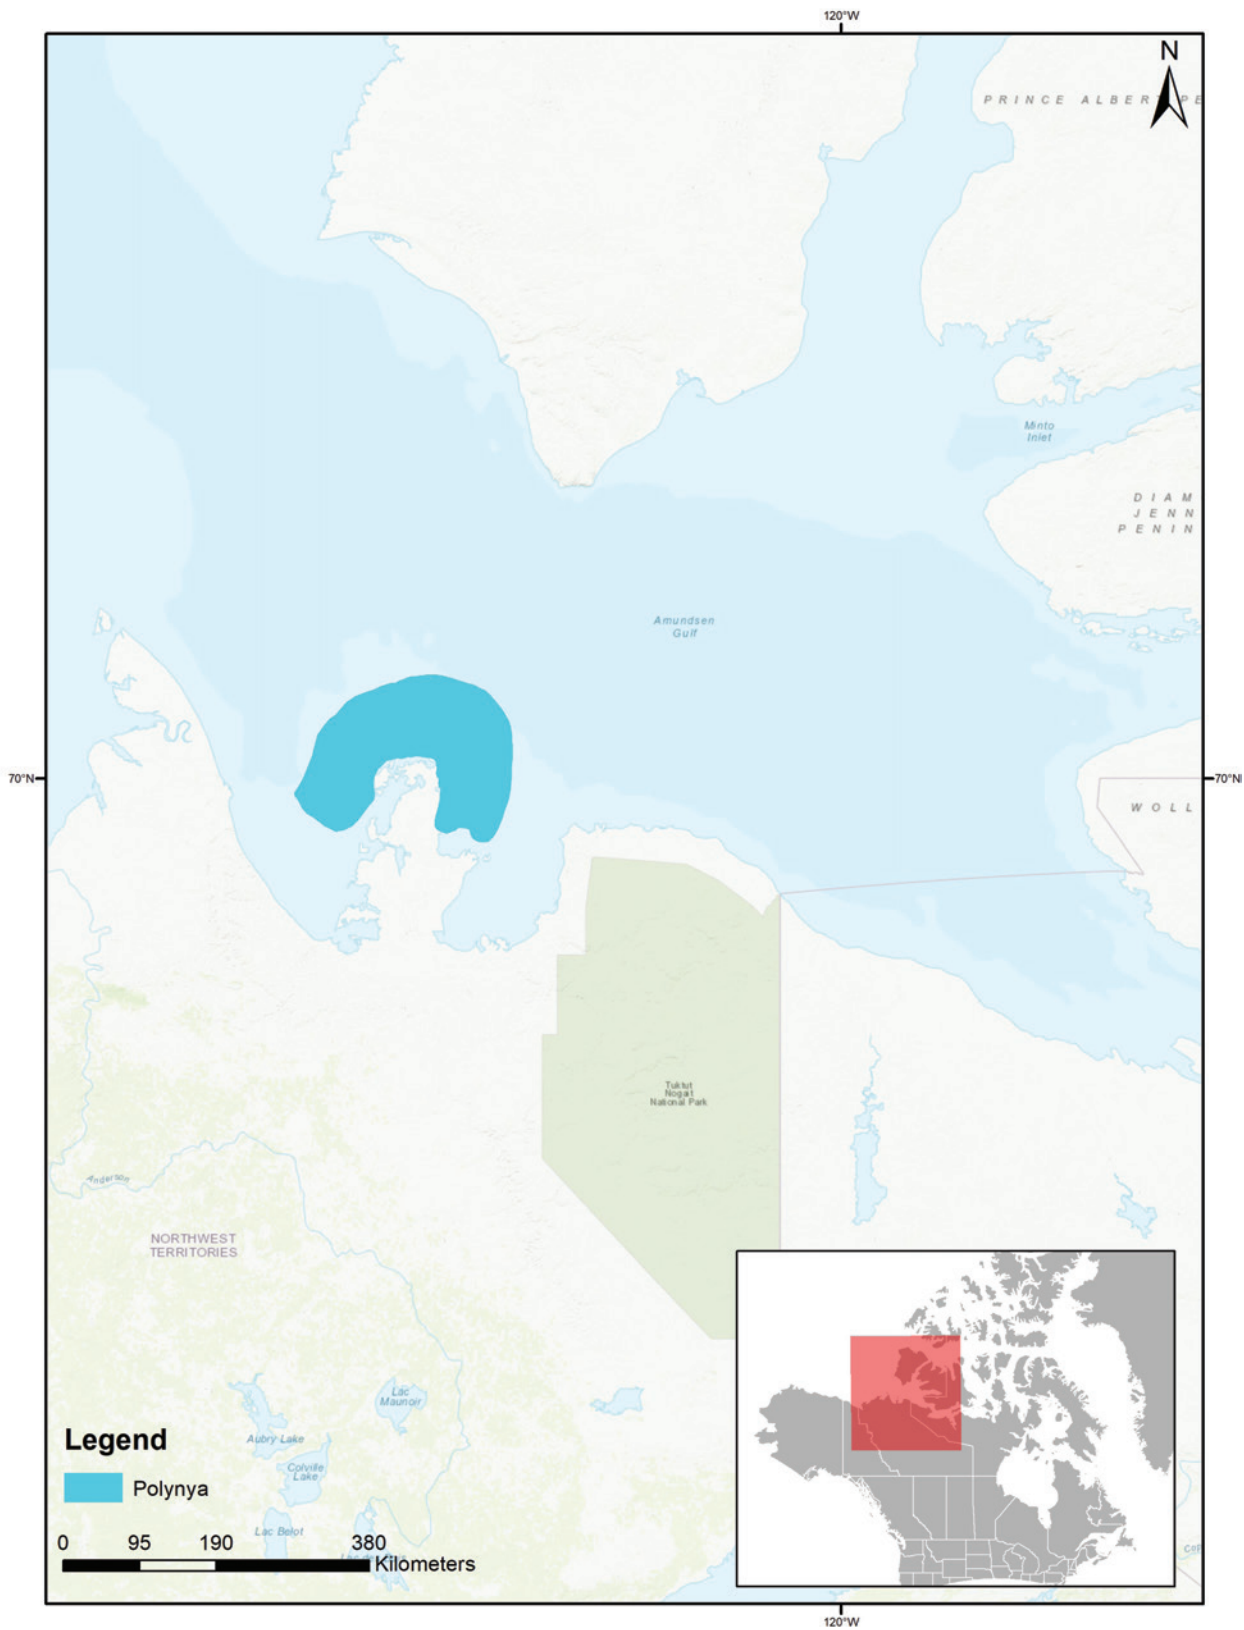 120°W
N
PRINCE ALBERT PE
Minto
Inlet
DIAM
JENN
PENIN
Amundsen
Gulf
70°N
70°N
WOLL
Tuktut
Nogait
National Park
Anderson
NORTHWEST
TERRITORIES
Lac
Maunoir
Legend
Aubry Lake
Colville
Lake
Polynya
Lac Belot
0 95 190 380
Kilometers
120°W